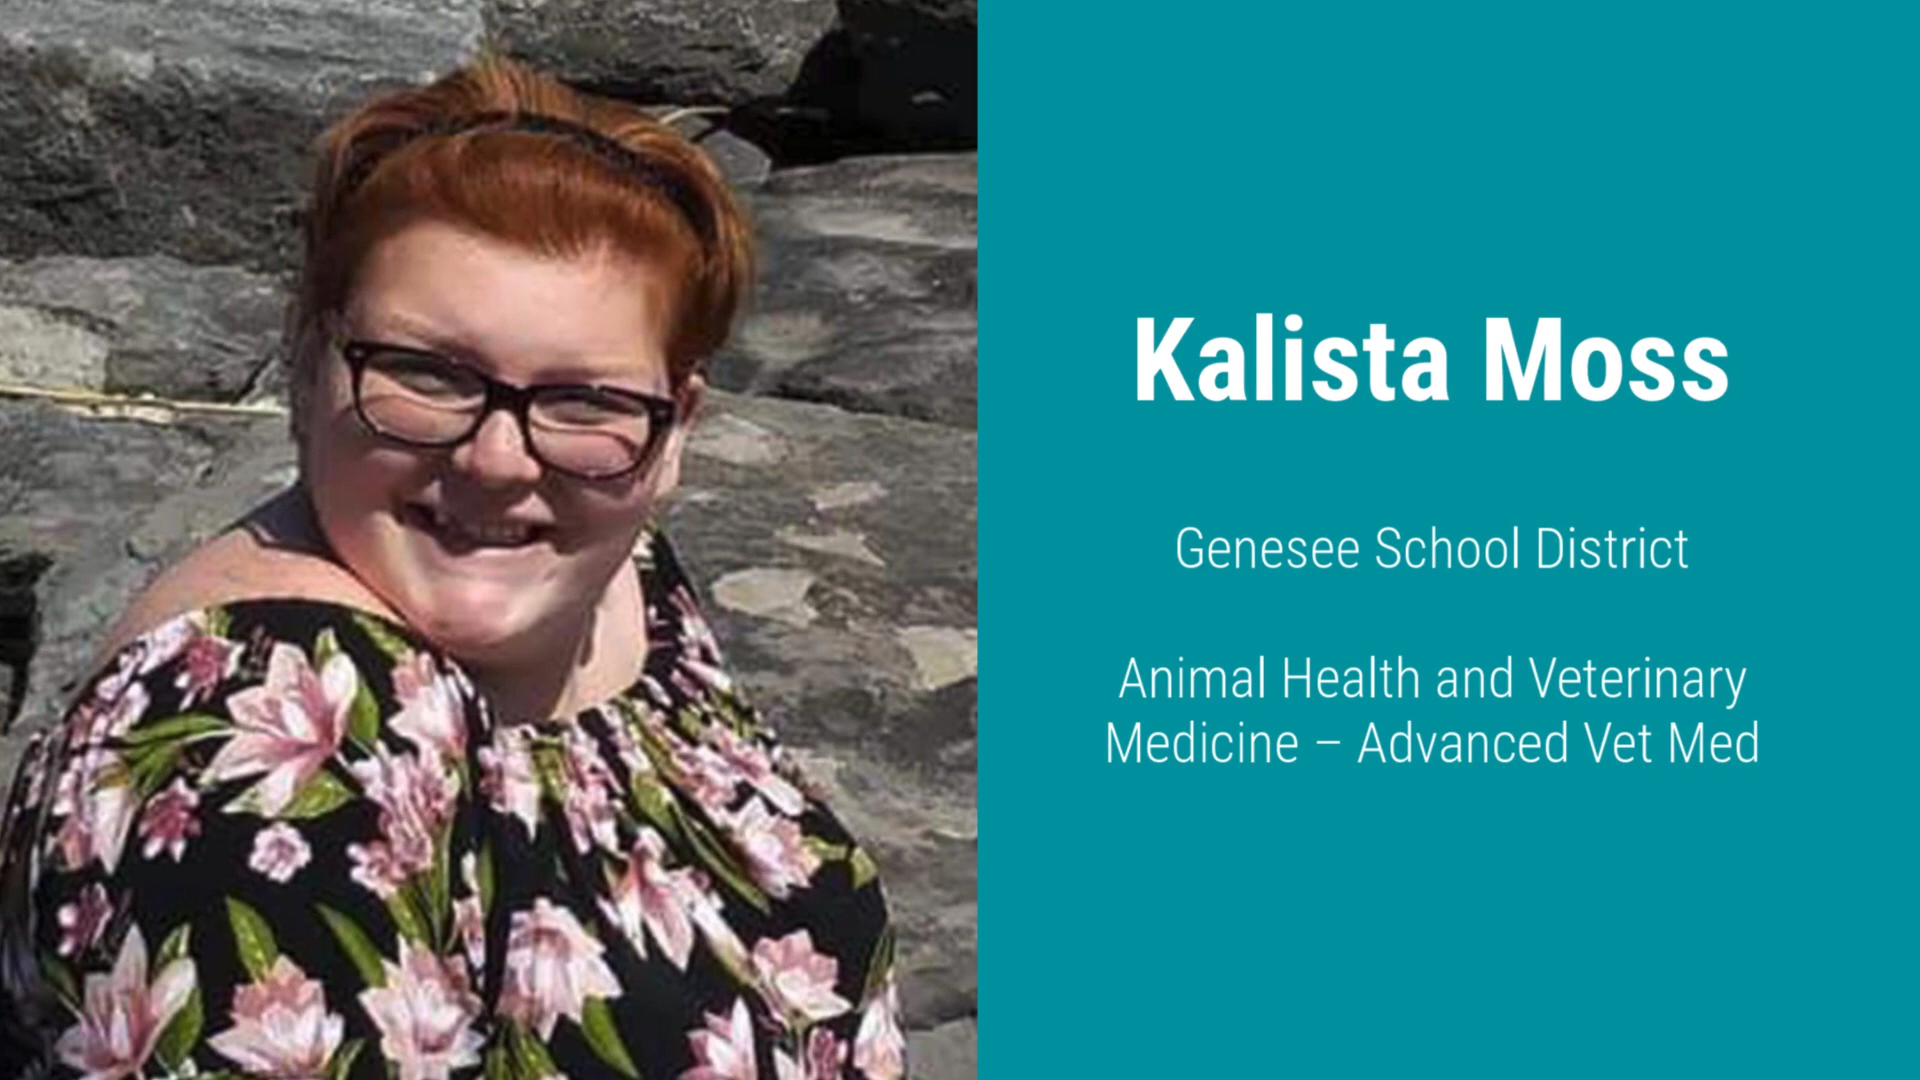 Kalista Moss
Genesee School District
Animal Health and Veterinary
Medicine – Advanced Vet Med